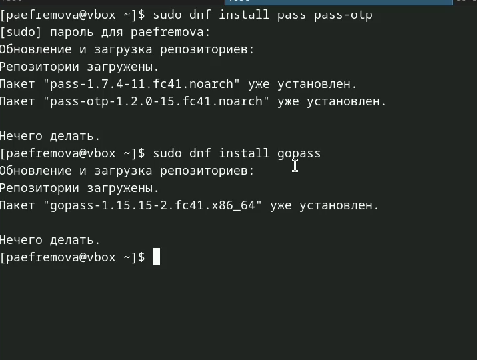 [paefremova@vbox ~]$ sudo dnf install pass pass-otp
[sudo] пароль для paefremova:
Обновление и загрузка репозиториев:
Репозитории загружены.
Пакет "pass-1.7.4-11.fc41.noarch" уже установлен.
Пакет "pass-otp-1.2.0-15.fc41.noarch" уже установлен.
Нечего делать.
[paefremova@vbox ~]$ sudo dnf install gopass
Обновление и загрузка репозиториев:
Репозитории загружены.
Пакет "gopass-1.15.15-2.fc41.x86_64" уже установлен.
Нечего делать.
[paefremova@vbox ~]$